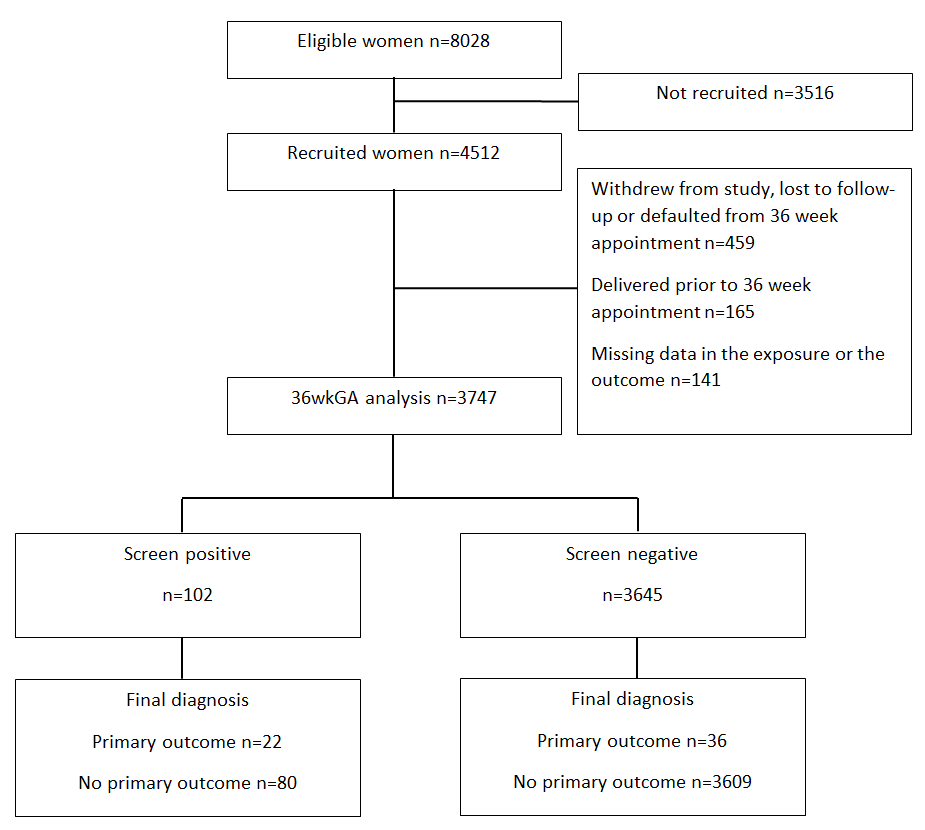 Eligible women n=8028
Not recruited n=3516
Recruited women n=4512
Withdrew from study, lost to follow-
up or defaulted from 36 week
appointment n=459
Delivered prior to 36 week
appointment n=165
Missing data in the exposure or the
outcome n=141
36wkGA analysis n=3747
Screen positive
n=102
Screen negative
n=3645
Final diagnosis
Primary outcome n=22
No primary outcome n=80
Final diagnosis
Primary outcome n=36
No primary outcome n=3609